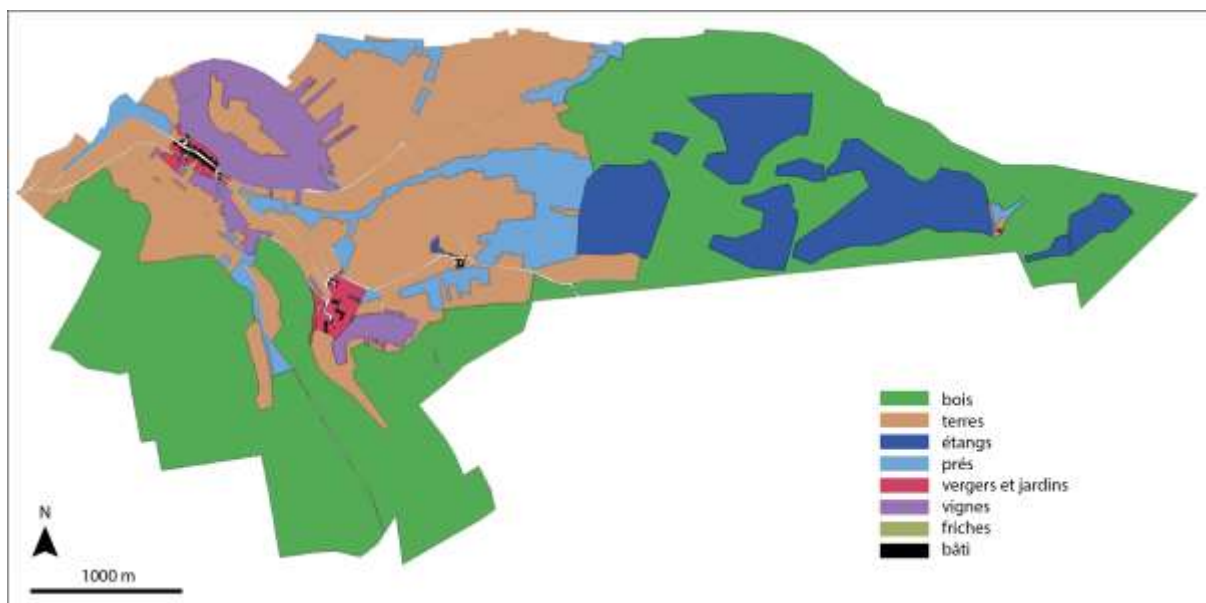 bois
terres
étangs
prés
vergers et jardins
vignes
friches
bâti
N
1000 m